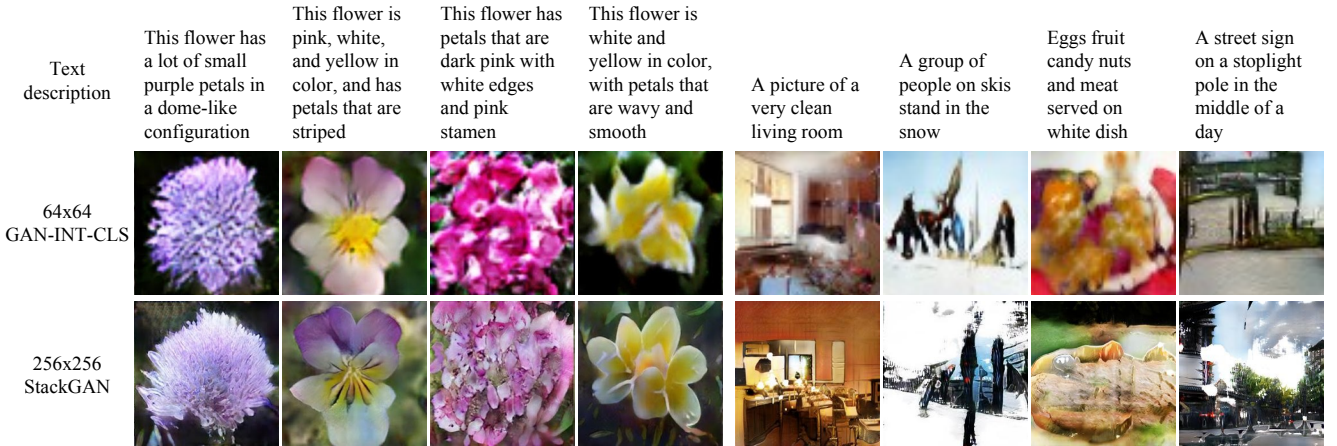 Text
description
This flower has
a lot of small
purple petals in
a dome-like
configuration
This flower is
pink, white,
and yellow in
color, and has
petals that are
striped
This flower has
petals that are
dark pink with
white edges
and pink
stamen
This flower is
white and
yellow in color,
with petals that
are wavy and
smooth
A picture of a
very clean
living room
A group of
people on skis
stand in the
snow
Eggs fruit
candy nuts
and meat
served on
white dish
A street sign
on a stoplight
pole in the
middle of a
day
64x64
GAN-INT-CLS
256x256
StackGAN